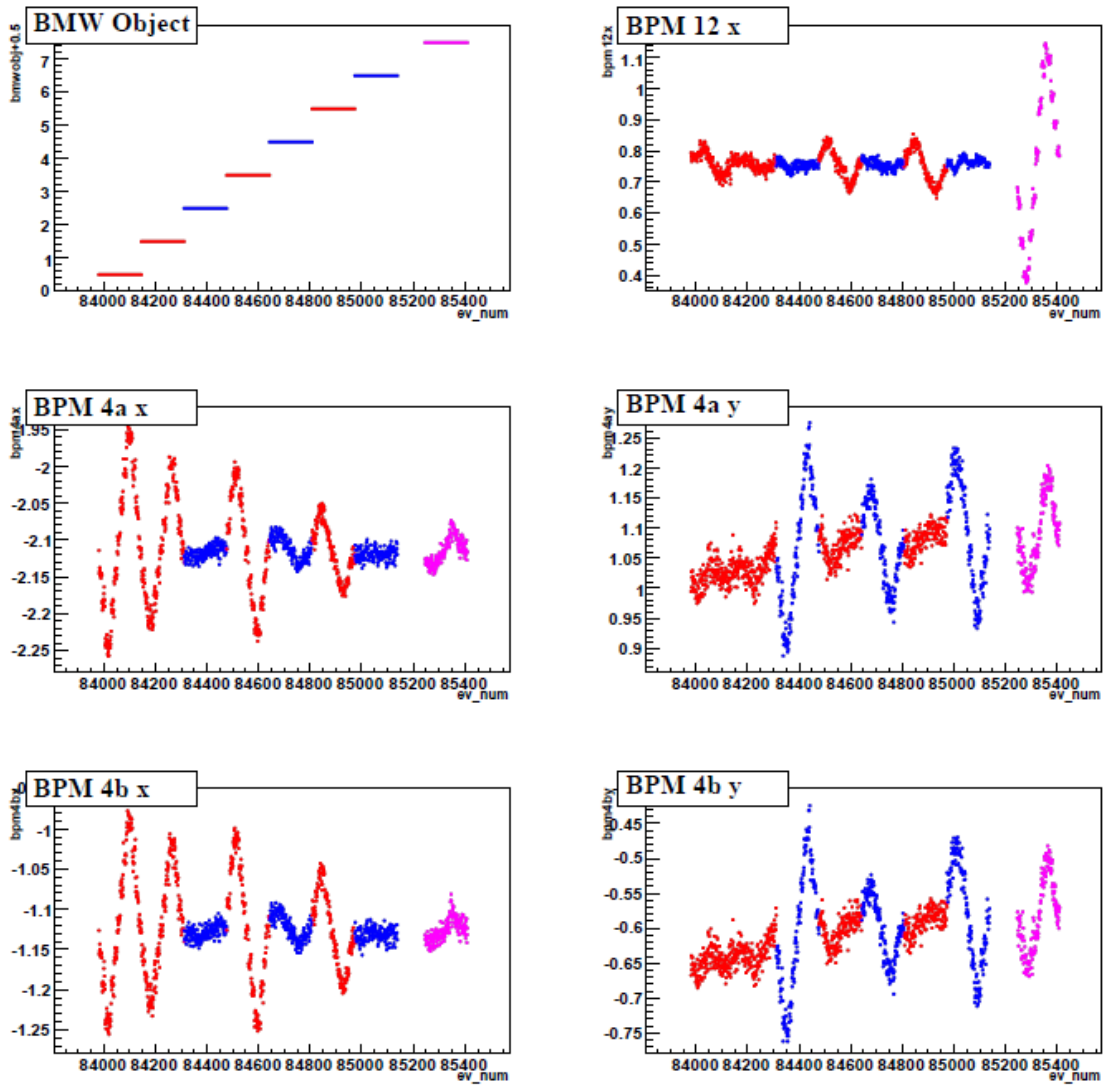 BMW Object
bmwobj+0.5
7
6
5
4
3
2
1
0
84000 84200 84400 84600 84800 85000 85200 85400
ev_num
BPM 12 x
bpm12x
1.1
1
0.9
0.8
0.7
0.6
0.5
0.4
84000 84200 84400 84600 84800 85000 85200 85400
ev_num
BPM 4a x
bpm4ax
-1.95
-2
-2.05
-2.1
-2.15
-2.2
-2.25
84000 84200 84400 84600 84800 85000 85200 85400
ev_num
BPM 4a y
bpm4ay
1.25
1.2
1.15
1.1
1.05
1
0.95
0.9
84000 84200 84400 84600 84800 85000 85200 85400
ev_num
BPM 4b x
bpm4bx
-1
-1.05
-1.1
-1.15
-1.2
-1.25
84000 84200 84400 84600 84800 85000 85200 85400
ev_num
BPM 4b y
bpm4by
-0.45
-0.5
-0.55
-0.6
-0.65
-0.7
-0.75
84000 84200 84400 84600 84800 85000 85200 85400
ev_num